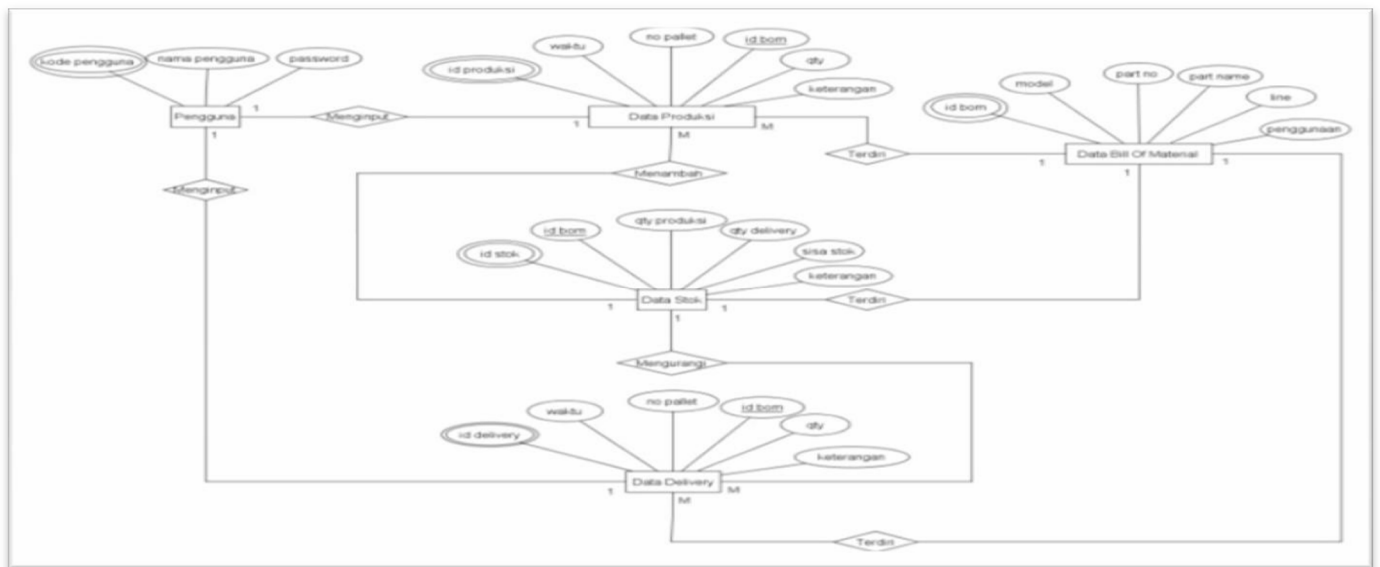 kode pengguna
nama pengguna
password
Pengguna
1
1
Menginput
Menginput
id produksi
waktu
no pallet
id bom
qty
keterangan
1
Data Produksi
M
M
Menambah
Terdiri
id bom
model
part no
part name
line
penggunaan
Data Bill Of Material
1
1
1
id stok
id bom
qty produksi
qty delivery
sisa stok
keterangan
Data Stok
1
1
1
Terdiri
Mengurangi
id delivery
waktu
no pallet
id bom
qty
keterangan
Data Delivery
1
M
M
Terdiri